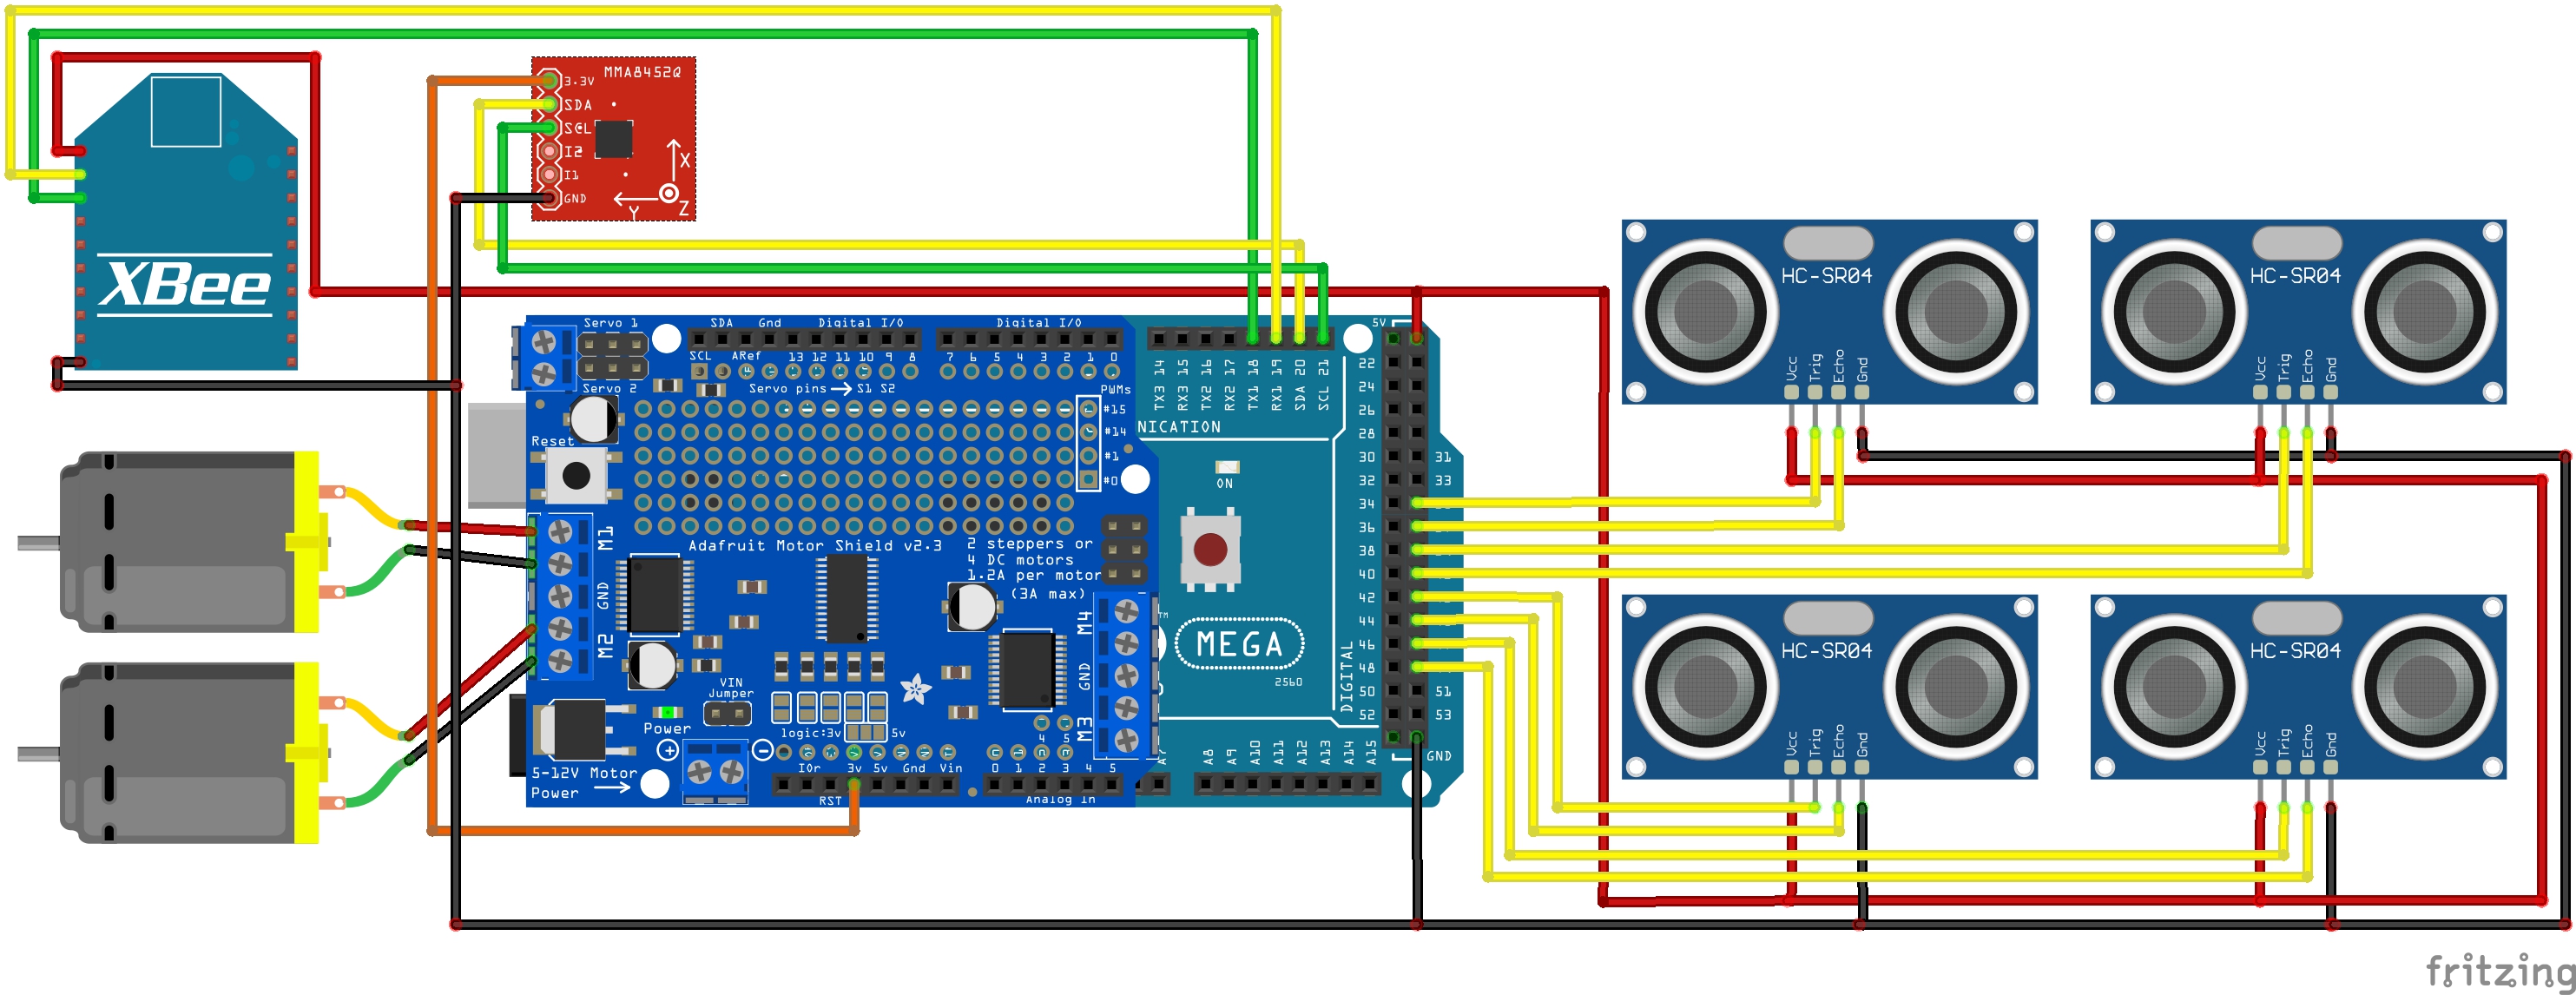 MMA8452Q
3.3V
SDA
SCL
I2
I1
GND
X
Y
Z
XBee
HC-SR04
Vcc
Trig
Echo
Gnd
HC-SR04
Vcc
Trig
Echo
Gnd
Servo 1
SDA
Gnd
Digital I/O
Digital I/O
SCL
ARef
13 12 11 10 9 8
7 6 5 4 3 2 1 0
Servo 2
Servo pins
S1 S2
PWMs
#15
#14
#1
#0
Reset
TX3 14
RX3 15
TX2 16
RX2 17
TX1 18
RX1 19
SDA 20
SCL 21
NICATION
ON
5V
22
24
26
28
30 31
32 33
34
36
38
40
42
44
46
48
50 51
52 53
GND
DIGITAL
M1
GND
M2
Adafruit Motor Shield v2.3
2 steppers or
4 DC motors
1.2A per motor
(3A max)
M4
GND
M3
TM
MEGA
2560
VIN
Jumper
Power
logic:3v
5v
5-12V Motor
Power
IOr
3v
5v
Gnd
Vin
RST
4
5
0 1 2 3 4 5
Analog In
A7
A8
A9
A10
A11
A12
A13
A14
A15
HC-SR04
Vcc
Trig
Echo
Gnd
HC-SR04
Vcc
Trig
Echo
Gnd
fritzing